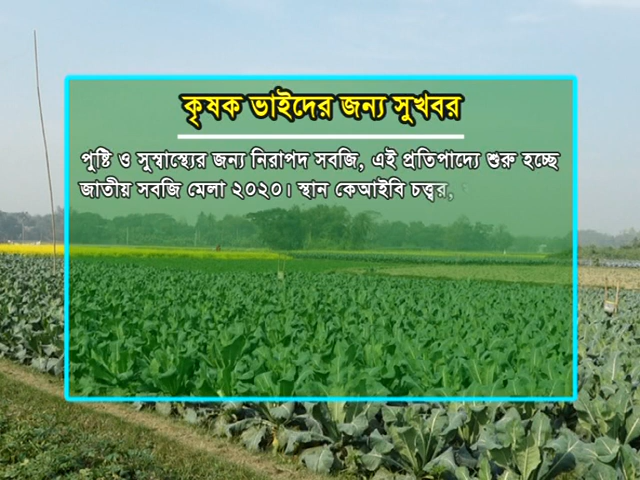 কৃষক ভাইদের জন্য সুখবর
পুষ্টি ও সুস্বাস্থ্যের জন্য নিরাপদ সবজি, এই প্রতিপাদ্যে শুরু হচ্ছে
জাতীয় সবজি মেলা ২০২০। স্থান কেআইবি চত্ত্বর,